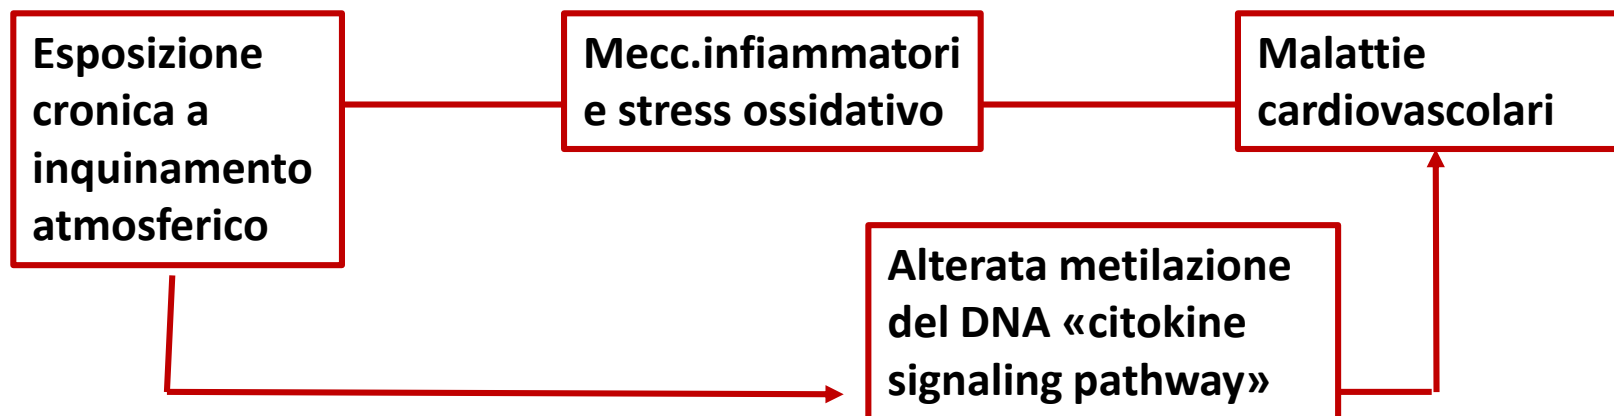 Esposizione
cronica a
inquinamento
atmosferico
Mecc.infiammatori
e stress ossidativo
Malattie
cardiovascolari
Alterata metilazione
del DNA «citokine
signaling pathway»